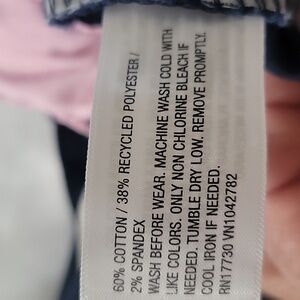 60% COTTON / 38% RECYCLED POLYESTER /
2% SPANDEX
WASH BEFORE WEAR. MACHINE WASH COLD WITH
LIKE COLORS. ONLY NON CHLORINE BLEACH IF
NEEDED. TUMBLE DRY LOW. REMOVE PROMPTLY.
COOL IRON IF NEEDED.
RN17730 VN1042782